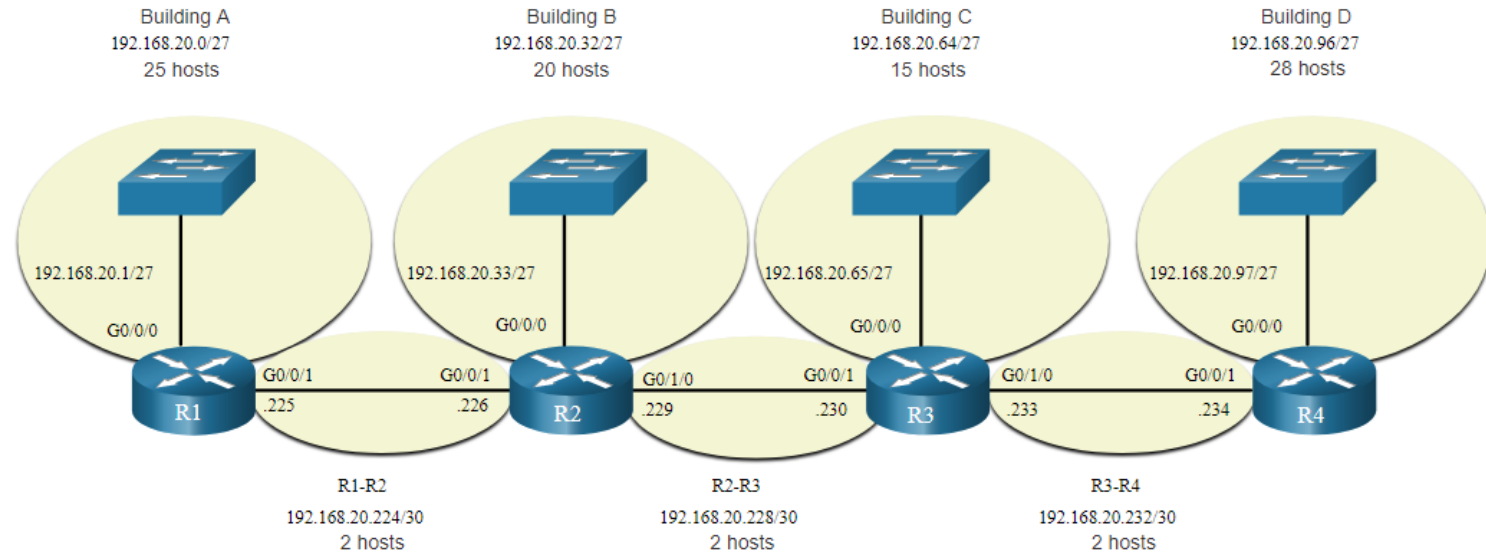 Building A
192.168.20.0/27
25 hosts
Building B
192.168.20.32/27
20 hosts
Building C
192.168.20.64/27
15 hosts
Building D
192.168.20.96/27
28 hosts
192.168.20.1/27
192.168.20.33/27
192.168.20.65/27
192.168.20.97/27
G0/0/0
G0/0/0
G0/0/0
G0/0/0
R1
G0/0/1
.225
G0/0/1
.226
R2
G0/1/0
.229
G0/0/1
.230
R3
G0/1/0
.233
G0/0/1
.234
R4
R1-R2
192.168.20.224/30
2 hosts
R2-R3
192.168.20.228/30
2 hosts
R3-R4
192.168.20.232/30
2 hosts